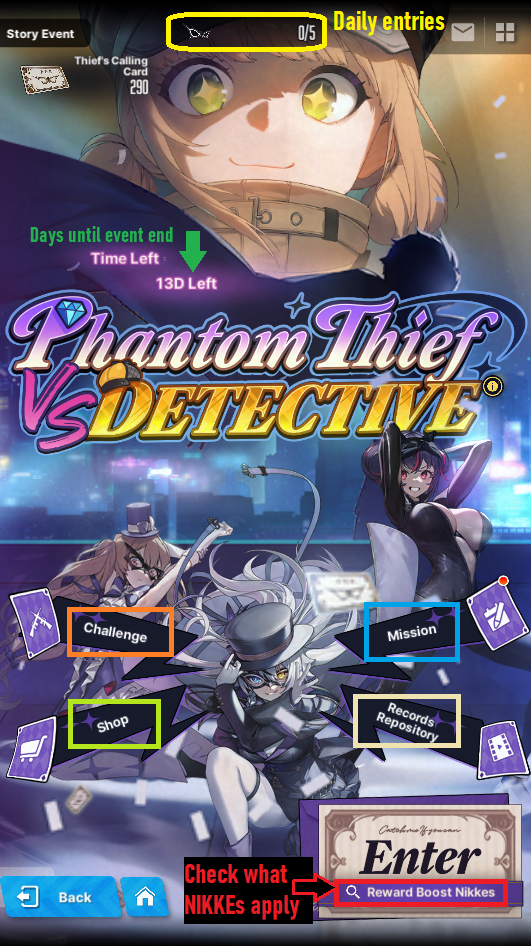 Story Event
0/5
Daily entries
Thief's Calling
Card
290
Days until event end
Time Left
13D Left
Phantom Thief
VS DETECTIVE
Challenge
Mission
Shop
Records
Repository
Catch me If you can
Enter
Check what
NIKKEs apply
Reward Boost Nikkes
Back